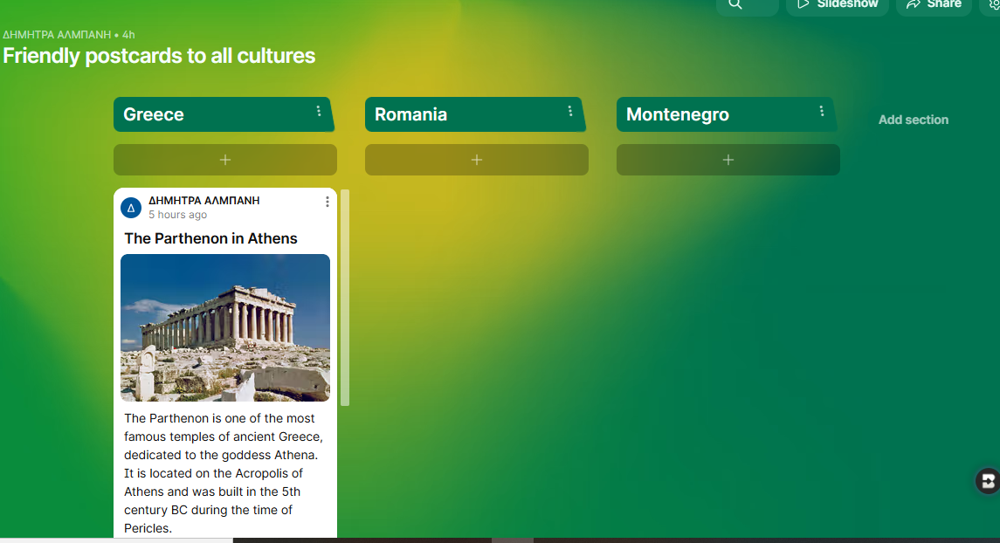 Slideshow
Share
ΔΗΜΗΤΡΑ ΑΛΜΠΑΝΗ • 4h
Friendly postcards to all cultures
Greece
Romania
Montenegro
Add section
Δ
ΔΗΜΗΤΡΑ ΑΛΜΠΑΝΗ
5 hours ago
The Parthenon in Athens
The Parthenon is one of the most
famous temples of ancient Greece,
dedicated to the goddess Athena.
It is located on the Acropolis of
Athens and was built in the 5th
century BC during the time of
Pericles.